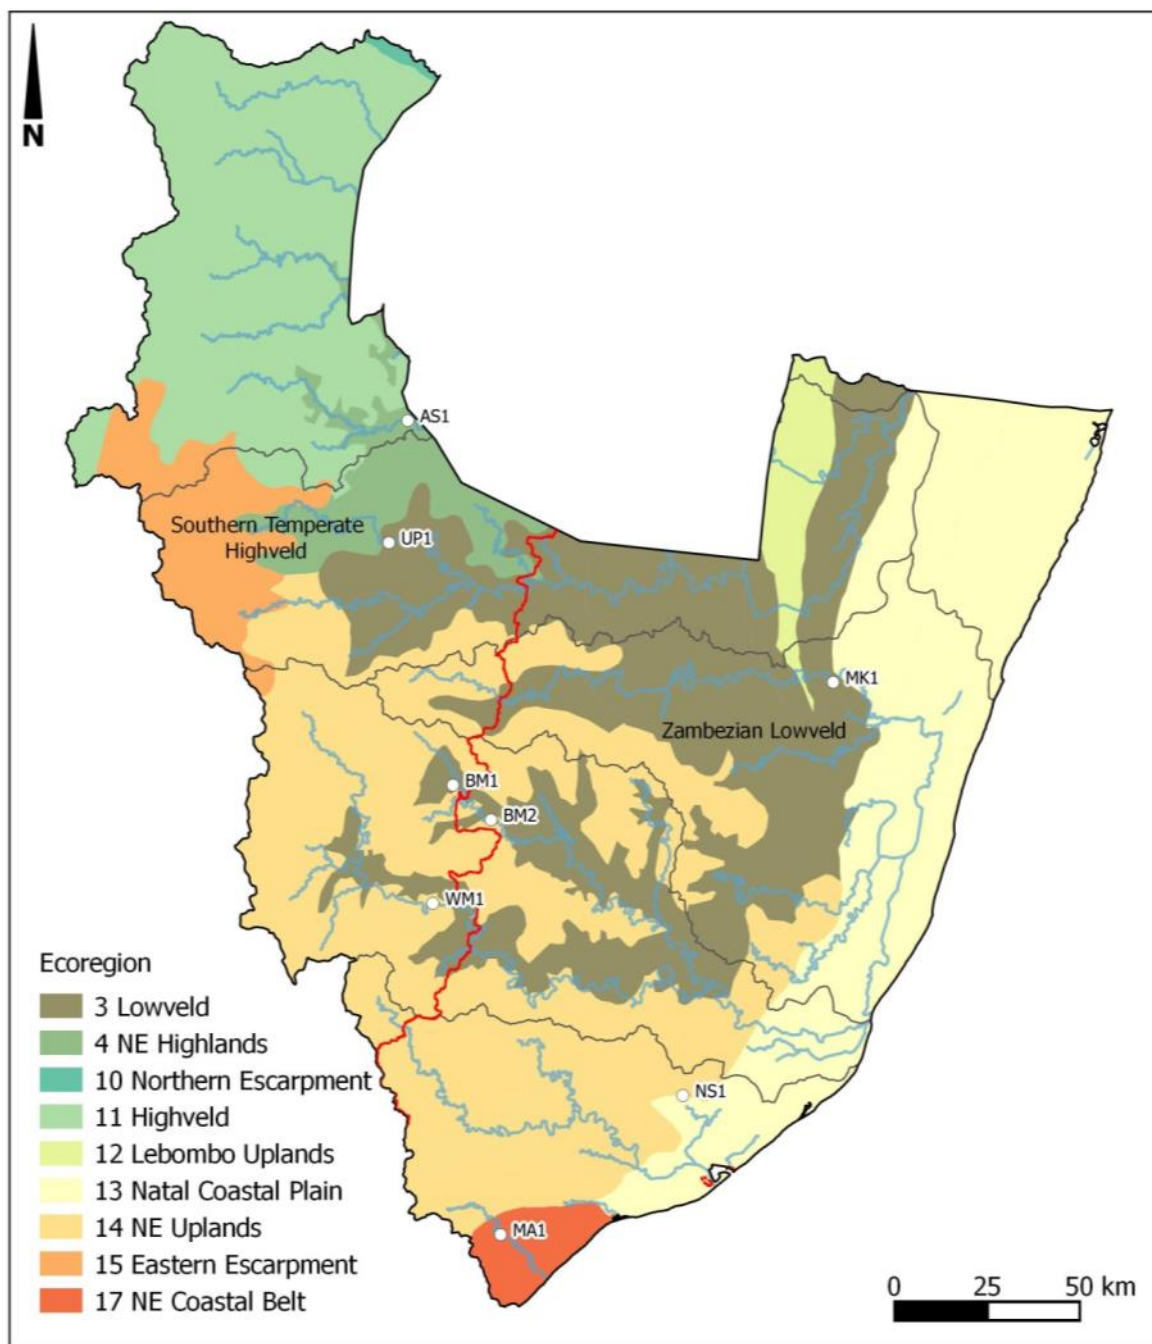 N
AS1
Southern Temperate
Highveld
UP1
MK1
Zambezian Lowveld
BM1
BM2
WM1
NS1
MA1
Ecoregion
3 Lowveld
4 NE Highlands
10 Northern Escarpment
11 Highveld
12 Lebombo Uplands
13 Natal Coastal Plain
14 NE Uplands
15 Eastern Escarpment
17 NE Coastal Belt
0 25 50 km